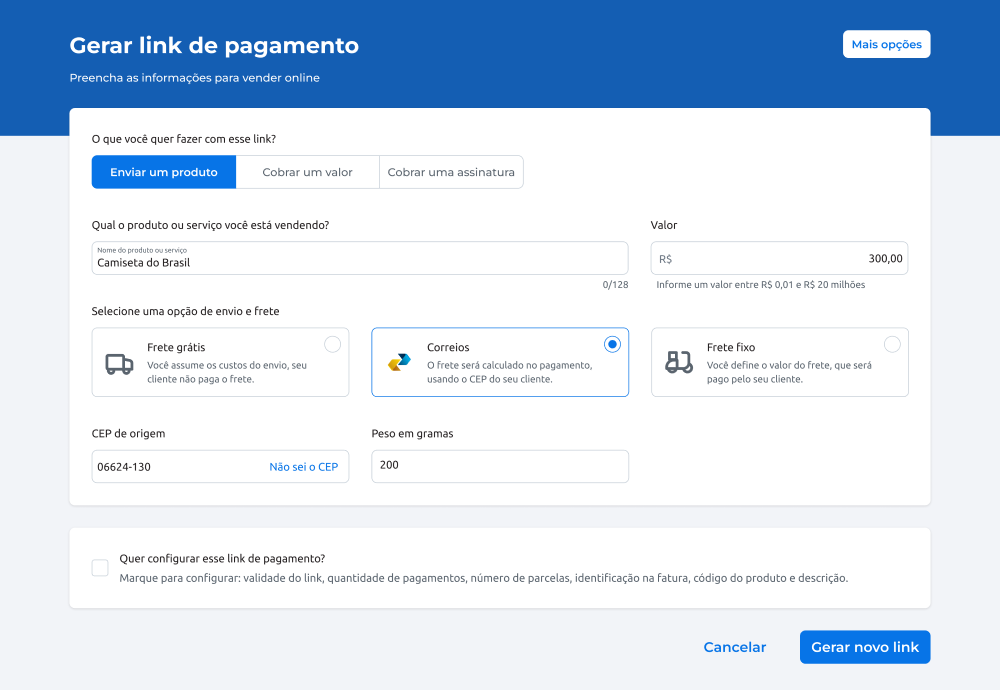 Gerar link de pagamento
Mais opções
Preencha as informações para vender online
O que você quer fazer com esse link?
Enviar um produto
Cobrar um valor
Cobrar uma assinatura
Qual o produto ou serviço você está vendendo?
Valor
Nome do produto ou serviço
Camiseta do Brasil
R$
300,00
0/128
Informe um valor entre R$ 0,01 e R$ 20 milhões
Selecione uma opção de envio e frete
Frete grátis
Você assume os custos do envio, seu
cliente não paga o frete.
Correios
O frete será calculado no pagamento,
usando o CEP do seu cliente.
Frete fixo
Você define o valor do frete, que será
pago pelo seu cliente.
CEP de origem
Peso em gramas
06624-130
Não sei o CEP
200
Quer configurar esse link de pagamento?
Marque para configurar: validade do link, quantidade de pagamentos, número de parcelas, identificação na fatura, código do produto e descrição.
Cancelar
Gerar novo link